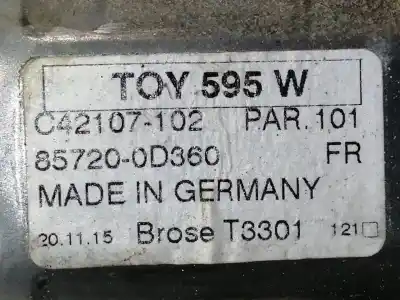 TOY 595 W
C42107-102 PAR. 101
85720-0D360 FR
MADE IN GERMANY
20.11.15 Brose T3301 121